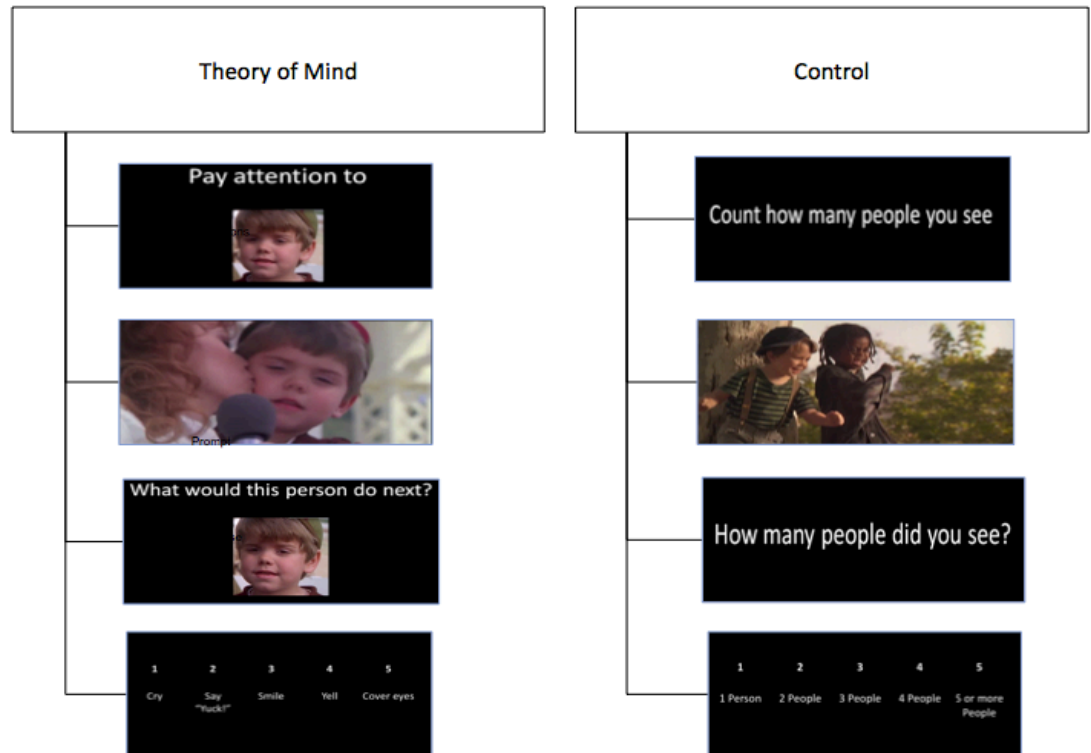 Theory of Mind
Pay attention to
ons
Prompt
What would this person do next?
se
1 2 3 4 5
Cry Say Smile Yell Cover eyes
"Yuck!"
Control
Count how many people you see
How many people did you see?
1 2 3 4 5
1 Person 2 People 3 People 4 People 5 or more
People